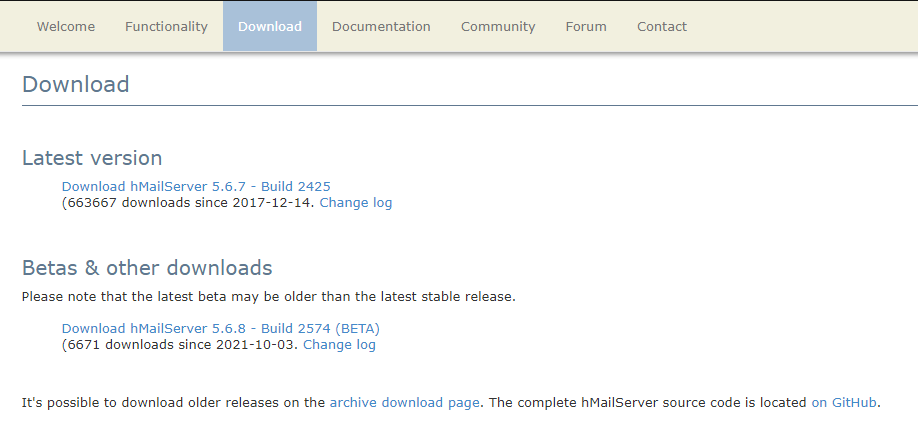 Welcome Functionality Download Documentation Community Forum Contact
Download
Latest version
Download hMailServer 5.6.7 - Build 2425
(663667 downloads since 2017-12-14. Change log
Betas & other downloads
Please note that the latest beta may be older than the latest stable release.
Download hMailServer 5.6.8 - Build 2574 (BETA)
(6671 downloads since 2021-10-03. Change log
It's possible to download older releases on the archive download page. The complete hMailServer source code is located on GitHub.